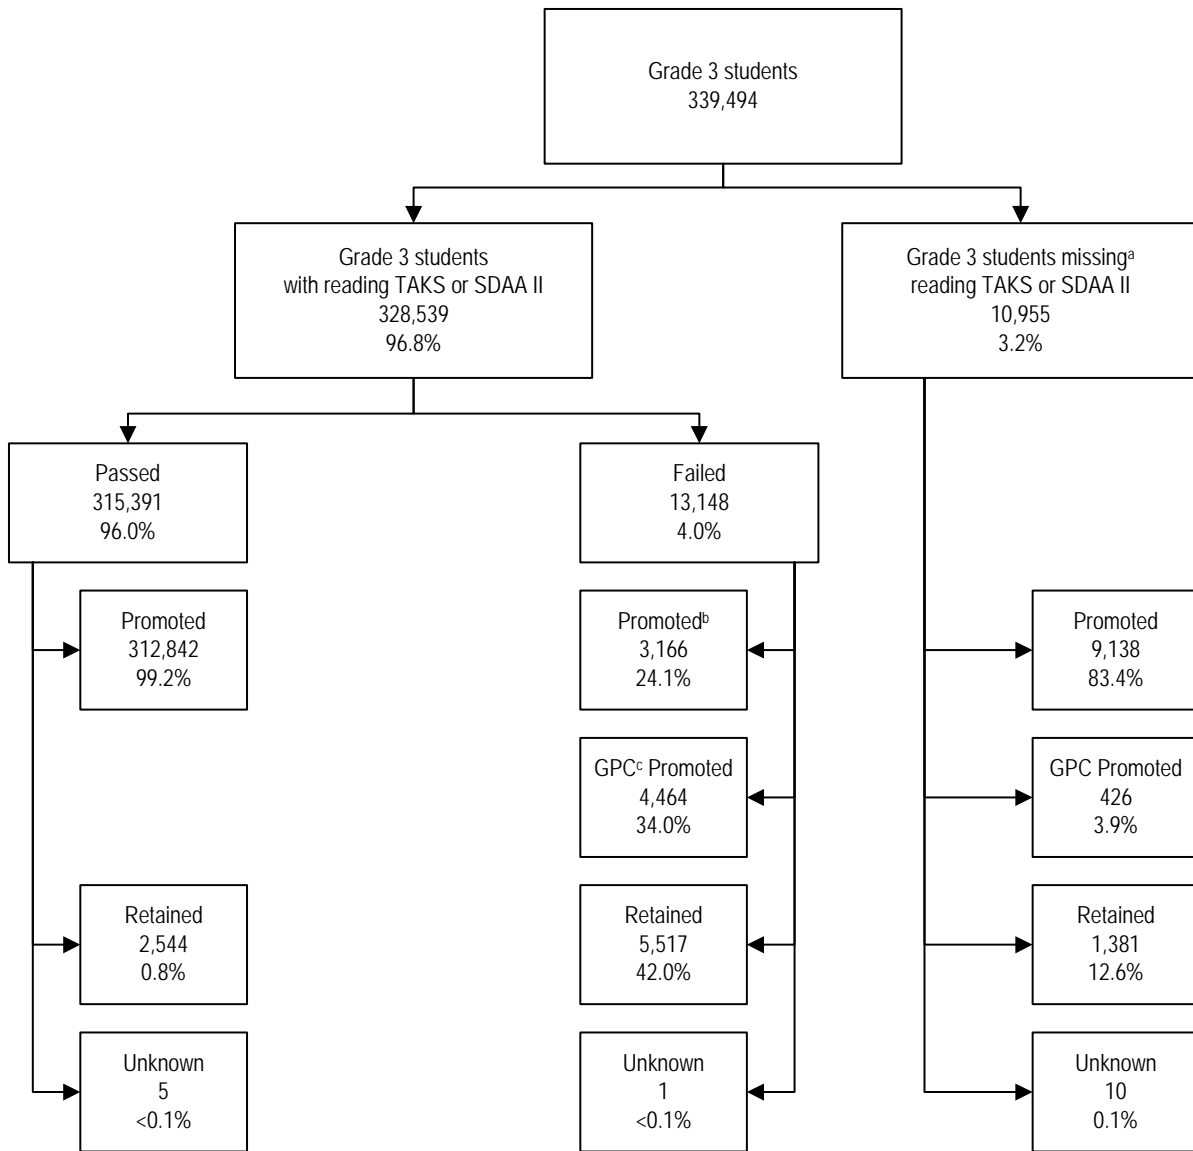 Grade 3 students
339,494
Grade 3 students
with reading TAKS or SDAA II
328,539
96.8%
Grade 3 students missingᵃ
reading TAKS or SDAA II
10,955
3.2%
Passed
315,391
96.0%
Failed
13,148
4.0%
Promoted
312,842
99.2%
Promotedᵇ
3,166
24.1%
Promoted
9,138
83.4%
GPCᶜ Promoted
4,464
34.0%
GPC Promoted
426
3.9%
Retained
2,544
0.8%
Retained
5,517
42.0%
Retained
1,381
12.6%
Unknown
5
<0.1%
Unknown
1
<0.1%
Unknown
10
0.1%